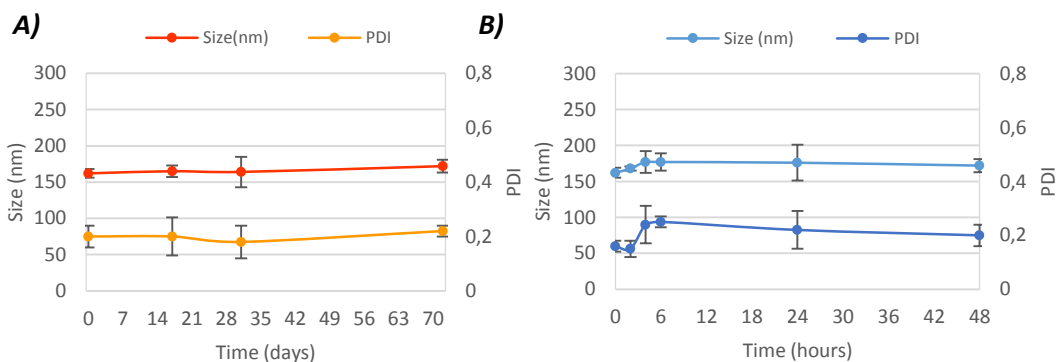 A)
Size(nm) PDI
300
250
200
150
100
50
0
Size (nm)
0,8
0,6
0,4
0,2
0
PDI
0 7 14 21 28 35 42 49 56 63 70
Time (days)
B)
Size (nm) PDI
300
250
200
150
100
50
0
Size (nm)
0,8
0,6
0,4
0,2
0
PDI
0 6 12 18 24 30 36 42 48
Time (hours)